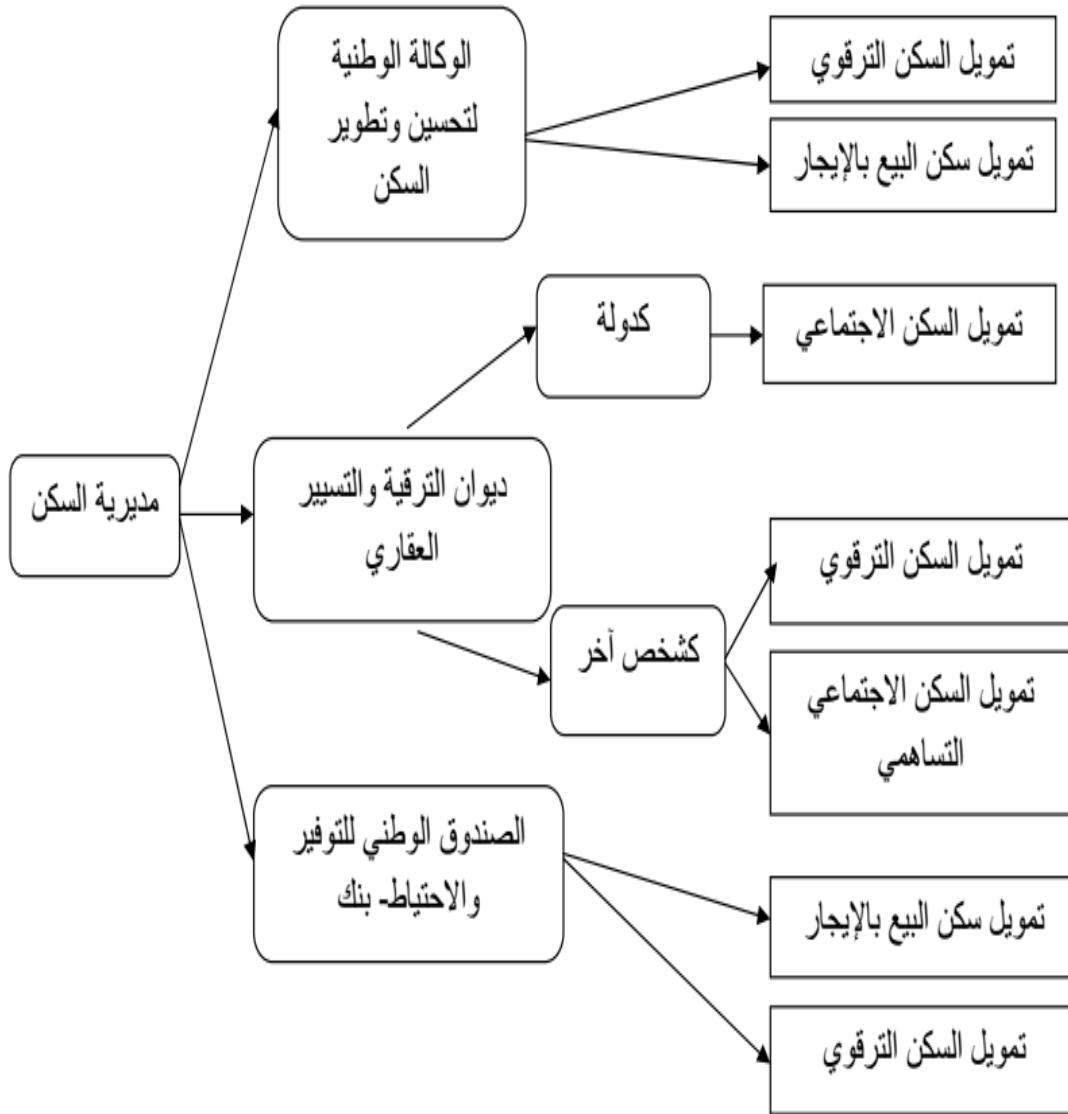 الوكالة الوطنية
لتحسين وتطوير
السكن
تمويل السكن الترقوي
تمويل سكن البيع بالإيجار
كدولة
تمويل السكن الاجتماعي
مديرية السكن
ديوان الترقية والتسيير
العقاري
كشخص آخر
تمويل السكن الترقوي
تمويل السكن الاجتماعي
التساهمي
الصندوق الوطني للتوفير
والاحتياط- بنك
تمويل سكن البيع بالإيجار
تمويل السكن الترقوي